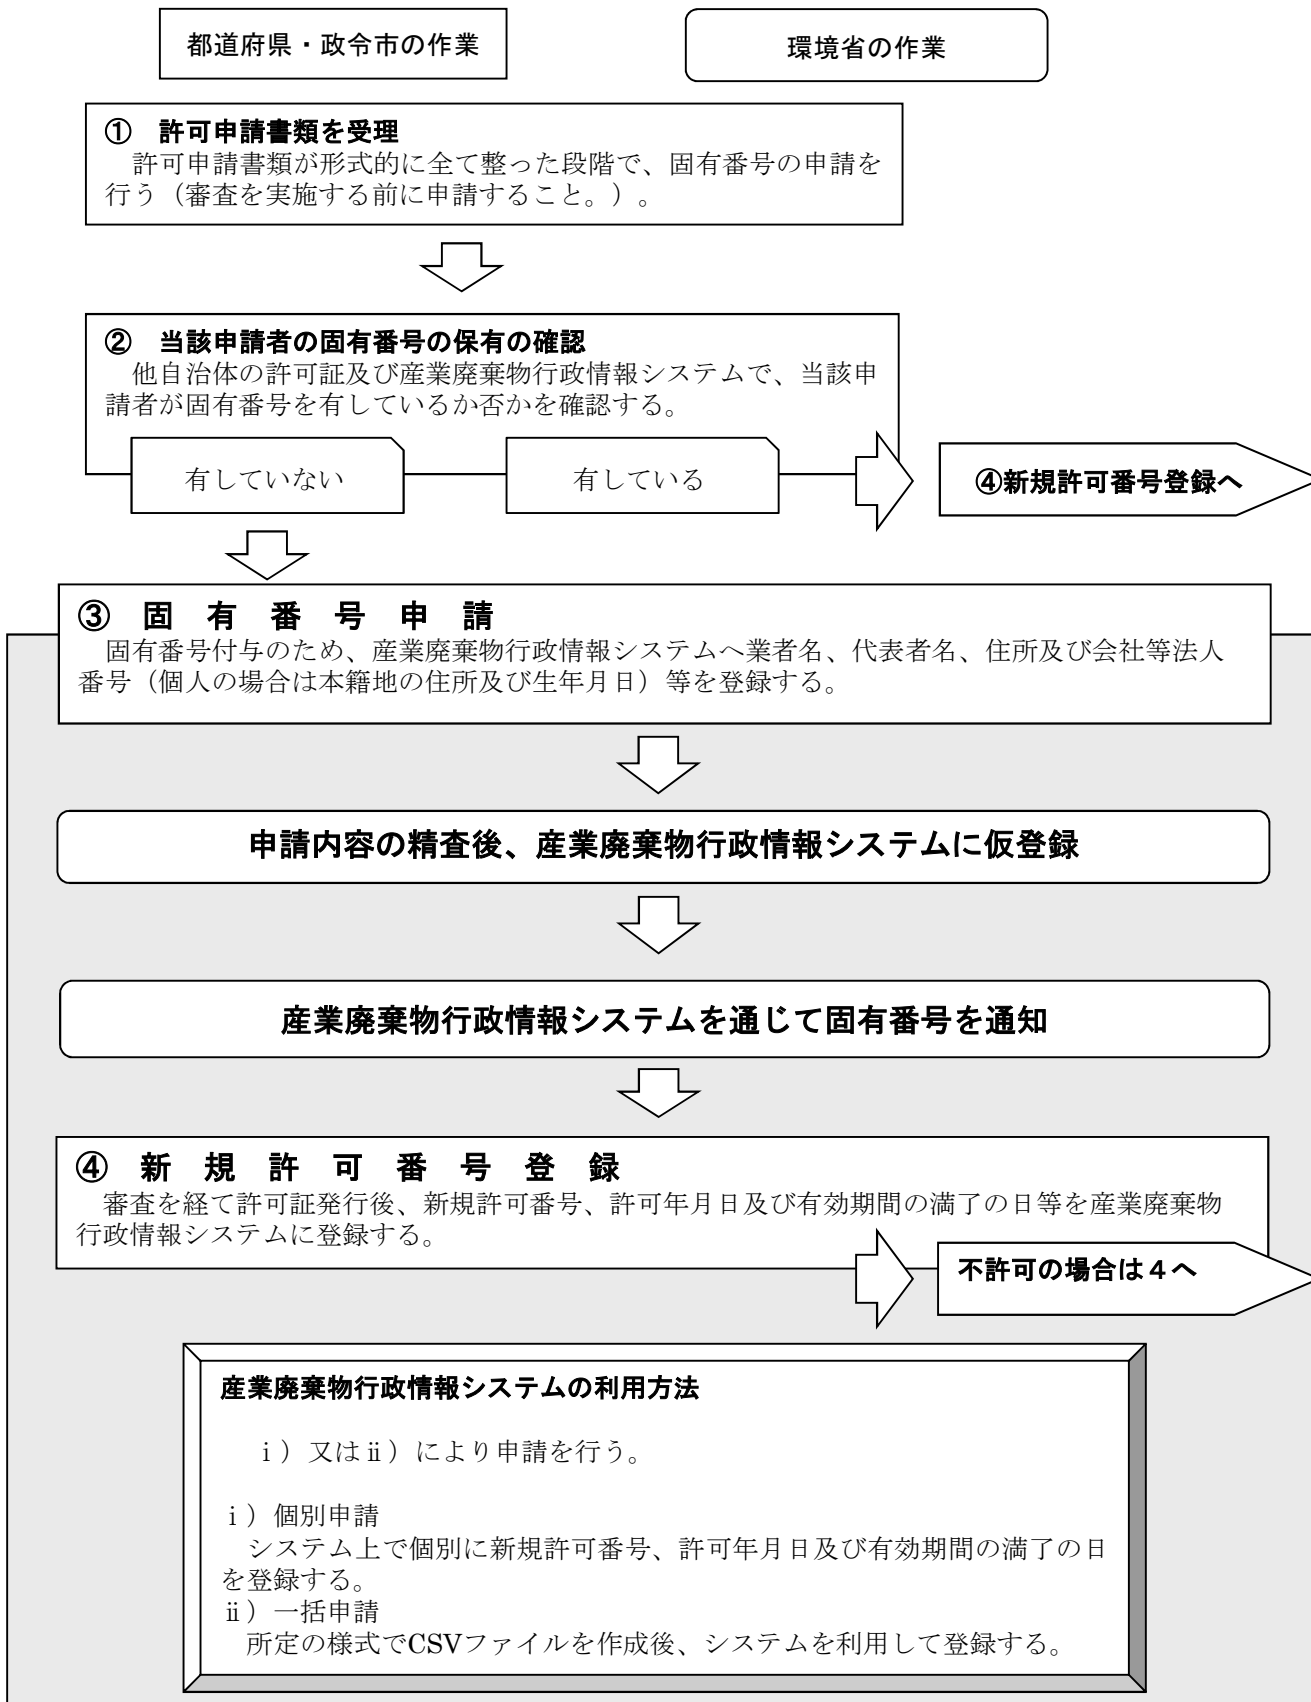 都道府県・政令市の作業
環境省の作業
① 許可申請書類を受理
許可申請書類が形式的に全て整った段階で、固有番号の申請を
行う（審査を実施する前に申請すること。）。
② 当該申請者の固有番号の保有の確認
他自治体の許可証及び産業廃棄物行政情報システムで、当該申
請者が固有番号を有しているか否かを確認する。
有していない
有している
④新規許可番号登録へ
③ 固 有 番 号 申 請
固有番号付与のため、産業廃棄物行政情報システムへ業者名、代表者名、住所及び会社等法人
番号（個人の場合は本籍地の住所及び生年月日）等を登録する。
申請内容の精査後、産業廃棄物行政情報システムに仮登録
産業廃棄物行政情報システムを通じて固有番号を通知
④ 新 規 許 可 番 号 登 録
審査を経て許可証発行後、新規許可番号、許可年月日及び有効期間の満了の日等を産業廃棄物
行政情報システムに登録する。
不許可の場合は４へ
産業廃棄物行政情報システムの利用方法
ⅰ）又はⅱ）により申請を行う。
ⅰ）個別申請
システム上で個別に新規許可番号、許可年月日及び有効期間の満了の日
を登録する。
ⅱ）一括申請
所定の様式でCSVファイルを作成後、システムを利用して登録する。